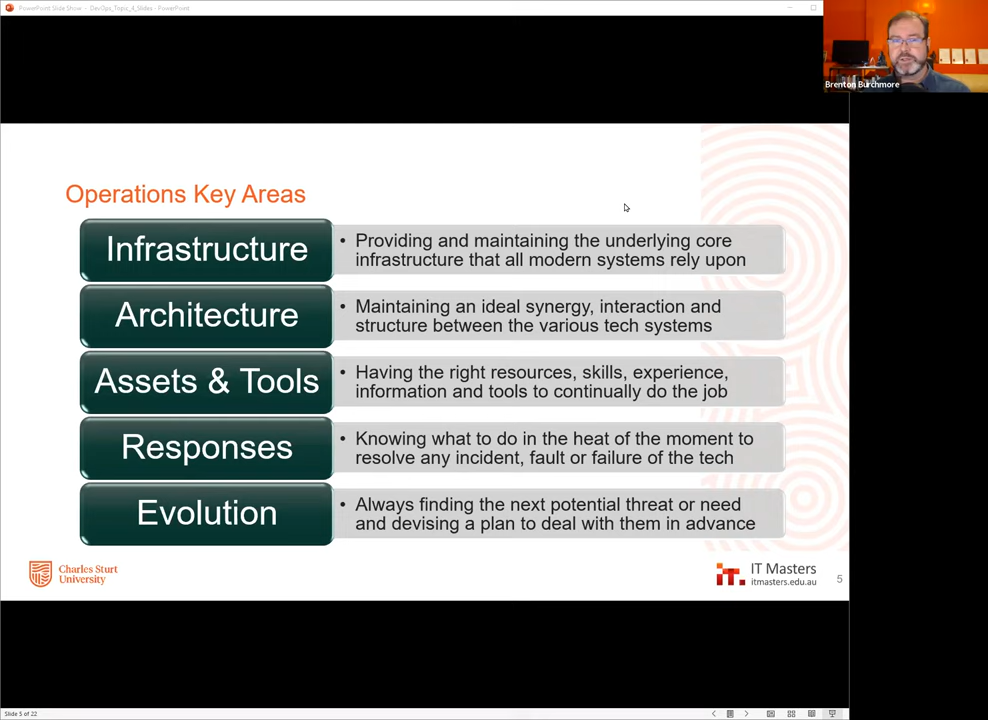 PowerPoint Slide Show - DevOps_Topic_4_Slides - PowerPoint
Brenton Burchmore
Operations Key Areas
Infrastructure
• Providing and maintaining the underlying core
infrastructure that all modern systems rely upon
Architecture
• Maintaining an ideal synergy, interaction and
structure between the various tech systems
Assets & Tools
• Having the right resources, skills, experience,
information and tools to continually do the job
Responses
• Knowing what to do in the heat of the moment to
resolve any incident, fault or failure of the tech
Evolution
• Always finding the next potential threat or need
and devising a plan to deal with them in advance
Charles Sturt
University
it.
IT Masters
itmasters.edu.au
5
Slide 5 of 22